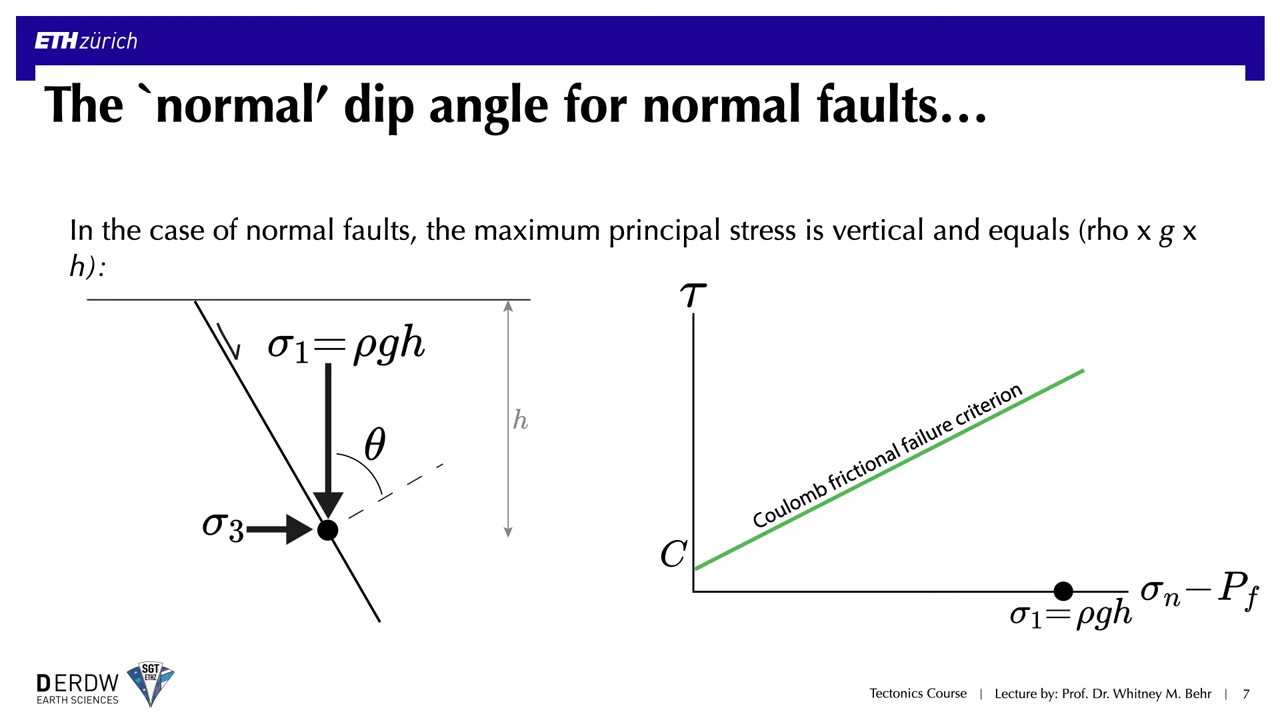 ETH zürich
The `normal’ dip angle for normal faults…
In the case of normal faults, the maximum principal stress is vertical and equals (rho x g x
h):
σ₁=ρgh
h
θ
σ₃
τ
Coulomb frictional failure criterion
C
σₙ−P_f
σ₁=ρgh
DERDW
EARTH SCIENCES
SGT
ETHZ
Tectonics Course | Lecture by: Prof. Dr. Whitney M. Behr | 7